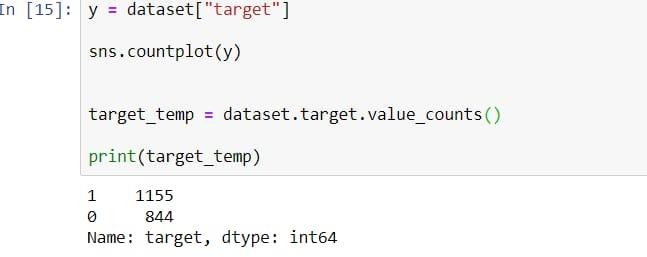 In [15]: y = dataset["target"]
sns.countplot(y)
target_temp = dataset.target.value_counts()
print(target_temp)
1    1155
0     844
Name: target, dtype: int64